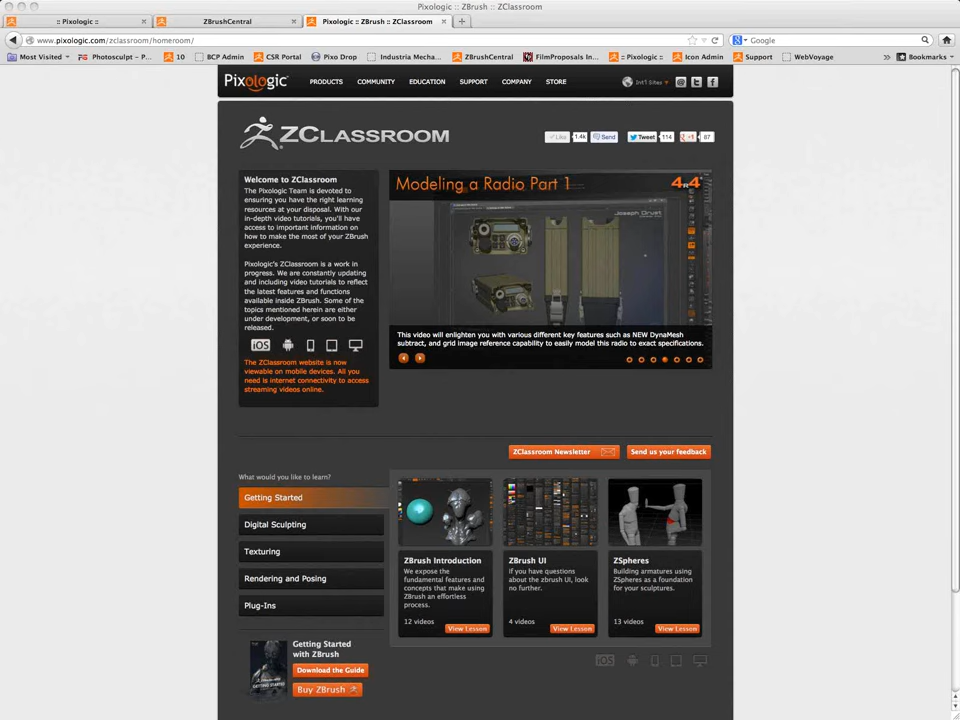 Pixologic :: ZBrush :: ZClassroom
:: Pixologic ::
ZBrushCentral
Pixologic :: ZBrush :: ZClassroom
www.pixologic.com/zclassroom/homeroom/
Google
Most Visited
Photosculpt - P...
10
BCP Admin
CSR Portal
Pixo Drop
Industria Mecha...
ZBrushCentral
FilmProposals In...
:: Pixologic ::
Icon Admin
Support
WebVoyage
Bookmarks
Pixologic
PRODUCTS
COMMUNITY
EDUCATION
SUPPORT
COMPANY
STORE
Int'l Sites
ZCLASSROOM
Like
1.4k
Send
Tweet
114
+1
87
Welcome to ZClassroom
The Pixologic Team is devoted to
ensuring you have the right learning
resources at your disposal. With our
in-depth video tutorials, you'll have
access to important information on
how to make the most of your ZBrush
experience.
Pixologic's ZClassroom is a work in
progress. We are constantly updating
and including video tutorials to reflect
the latest features and functions
available inside ZBrush. Some of the
topics mentioned herein are either
under development, or soon to be
released.
iOS
The ZClassroom website is now
viewable on mobile devices. All you
need is internet connectivity to access
streaming videos online.
Modeling a Radio Part 1
4R4
Joseph Drust
This video will enlighten you with various different key features such as NEW DynaMesh
subtract, and grid image reference capability to easily model this radio to exact specifications.
ZClassroom Newsletter
Send us your feedback
What would you like to learn?
Getting Started
Digital Sculpting
Texturing
Rendering and Posing
Plug-Ins
ZBrush Introduction
We expose the
fundamental features and
concepts that make using
ZBrush an effortless
process.
12 videos
View Lesson
ZBrush UI
If you have questions
about the zbrush UI, look
no further.
4 videos
View Lesson
ZSpheres
Building armatures using
ZSpheres as a foundation
for your sculptures.
13 videos
View Lesson
iOS
GETTING STARTED
Getting Started
with ZBrush
Download the Guide
Buy ZBrush